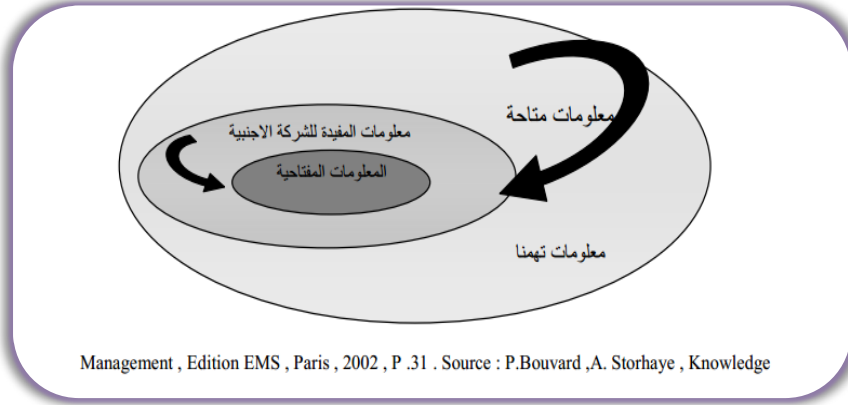 معلومات متاحة
معلومات المفيدة للشركة الاجنبية
المعلومات المفتاحية
معلومات تهمنا
Management , Edition EMS , Paris , 2002 , P .31 . Source : P.Bouvard ,A. Storhaye , Knowledge